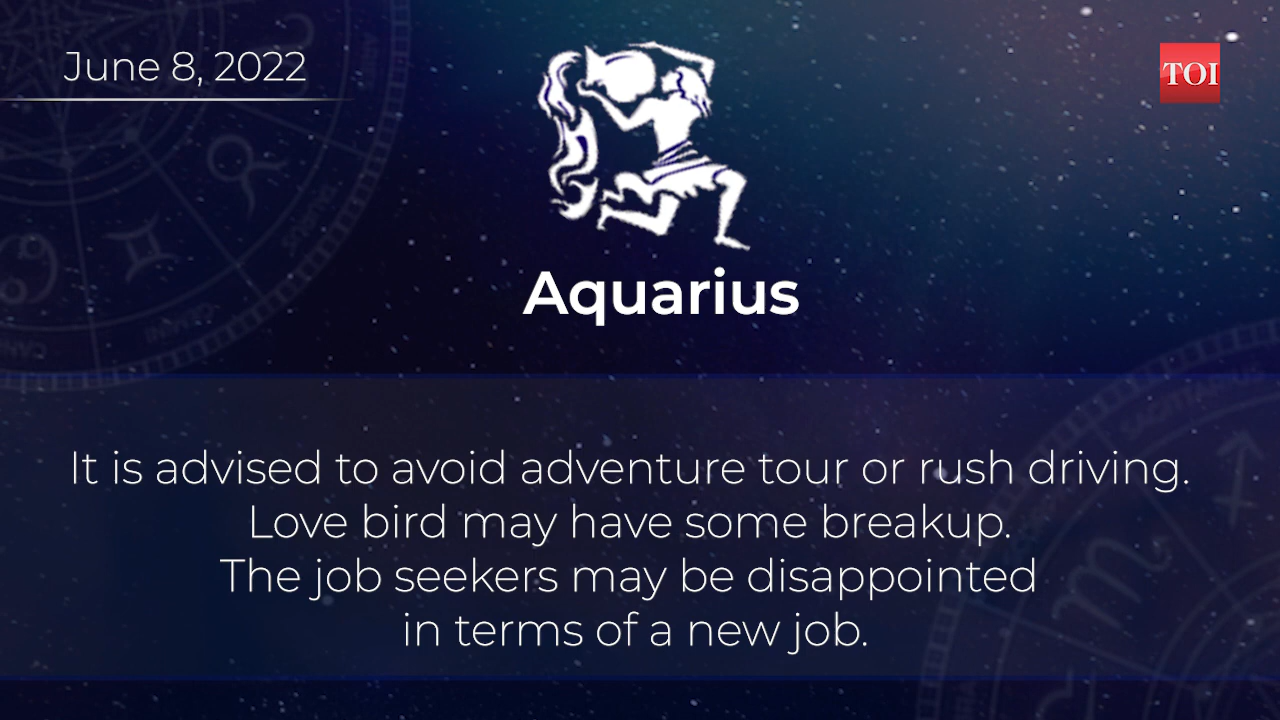 June 8, 2022
TOI
Aquarius
It is advised to avoid adventure tour or rush driving.
Love bird may have some breakup.
The job seekers may be disappointed
in terms of a new job.